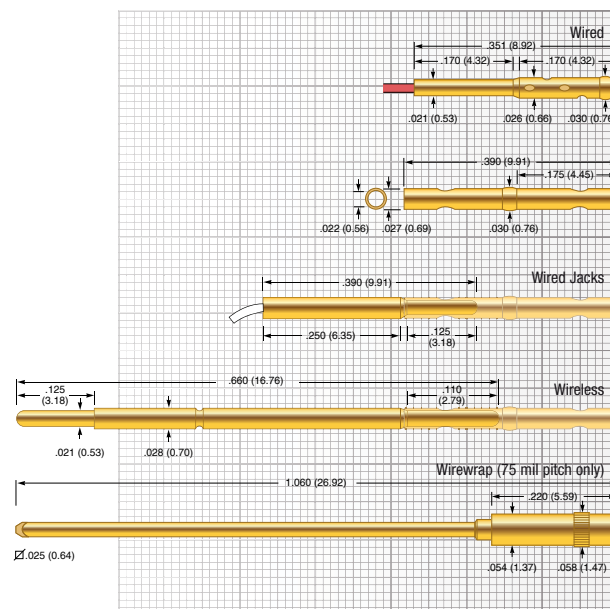 Wired
.351 (8.92)
.170 (4.32) .170 (4.32)
.021 (0.53) .026 (0.66) .030 (0.76
.390 (9.91)
.175 (4.45)
.022 (0.56) .027 (0.69) .030 (0.76)
Wired Jacks
.390 (9.91)
.250 (6.35) .125
(3.18)
Wireless
.660 (16.76)
.125
(3.18)
.110
(2.79)
.021 (0.53) .028 (0.70)
Wirewrap (75 mil pitch only)
1.060 (26.92)
.220 (5.59)
.025 (0.64)
.054 (1.37) .058 (1.47)